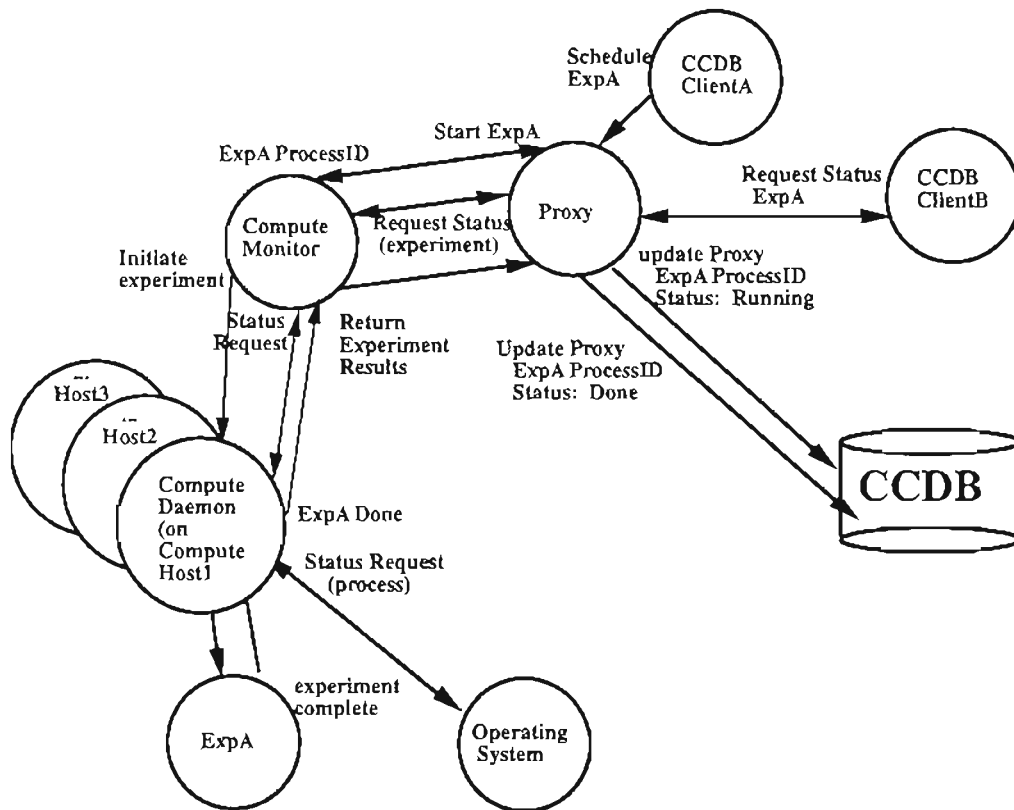 Schedule
ExpA
CCDB
ClientA
Start ExpA
ExpA ProcessID
Request Status
ExpA
CCDB
ClientB
Compute
Monitor
Request Status
(experiment)
Proxy
Initiate
experiment
update Proxy
ExpA ProcessID
Status: Running
Status
Request
Return
Experiment
Results
Update Proxy
ExpA ProcessID
Status: Done
Host3
Host2
Compute
Daemon
(on
Compute
Host1
ExpA Done
CCDB
Status Request
(process)
experiment
complete
ExpA
Operating
System